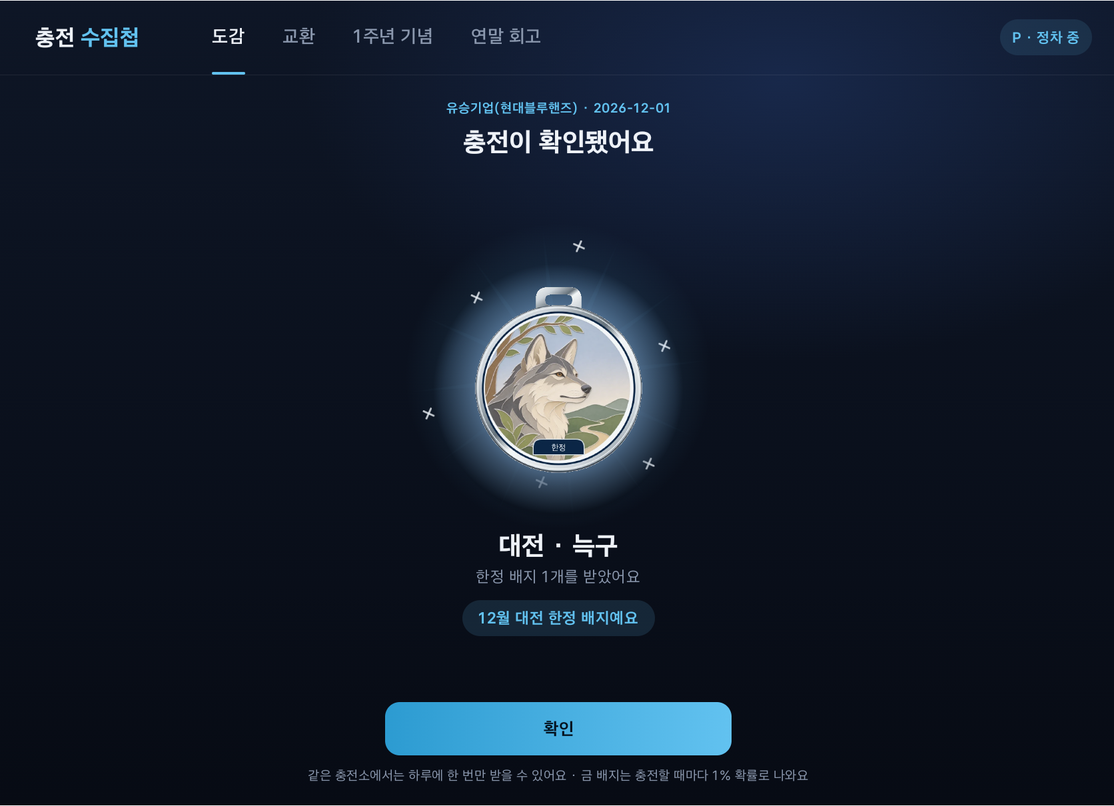 충전 수집첩
도감
교환
1주년 기념
연말 회고
P · 정차 중
유승기업(현대블루핸즈) · 2026-12-01
충전이 확인됐어요
한정
대전 · 늑구
한정 배지 1개를 받았어요
12월 대전 한정 배지예요
확인
같은 충전소에서는 하루에 한 번만 받을 수 있어요 · 금 배지는 충전할 때마다 1% 확률로 나와요